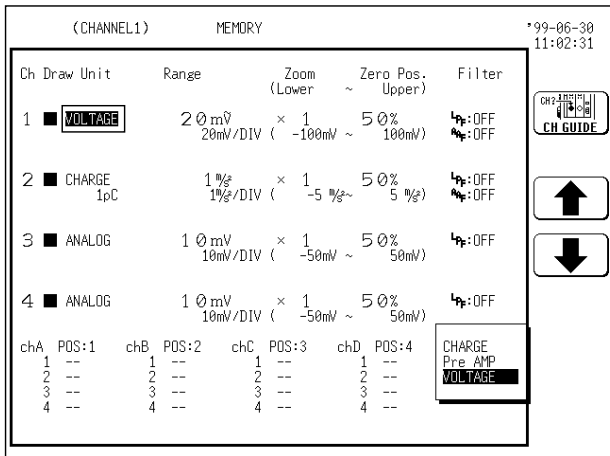 (CHANNEL1) MEMORY '99-06-30
11:02:31
Ch Draw Unit Range Zoom Zero Pos. Filter
(Lower ~ Upper)
1 VOLTAGE 20mV × 1 50% LPF:OFF
20mV/DIV ( -100mV ~ 100mV) AAF:OFF
2 CHARGE 1 m/s² × 1 50% LPF:OFF
1pC 1m/s²/DIV ( -5 m/s²~ 5 m/s²) AAF:OFF
3 ANALOG 10mV × 1 50% LPF:OFF
10mV/DIV ( -50mV ~ 50mV)
4 ANALOG 10mV × 1 50% LPF:OFF
10mV/DIV ( -50mV ~ 50mV)
chA POS:1 chB POS:2 chC POS:3 chD POS:4
1 -- 1 -- 1 -- 1 --
2 -- 2 -- 2 -- 2 --
3 -- 3 -- 3 -- 3 --
4 -- 4 -- 4 -- 4 --
CHARGE
Pre AMP
VOLTAGE
CH2
CH GUIDE